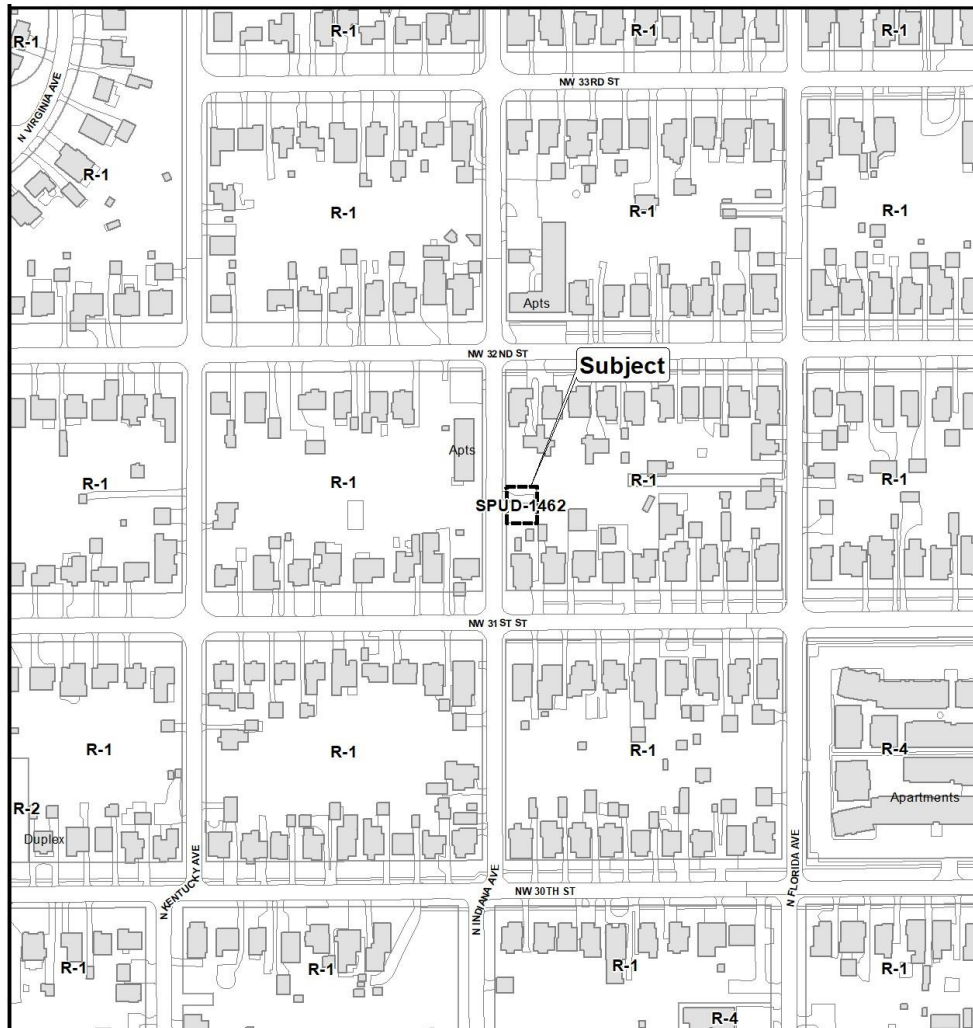 R-1
R-1
R-1
R-1
NW 33RD ST
N VIRGINIA AVE
R-1
R-1
R-1
R-1
Apts
NW 32ND ST
Subject
Apts
R-1
R-1
R-1
R-1
SPUD-1462
NW 31ST ST
R-1
R-1
R-1
R-4
Apartments
R-2
Duplex
N KENTUCKY AVE
N INDIANA AVE
NW 30TH ST
N FLORIDA AVE
R-1
R-1
R-1
R-1
R-4